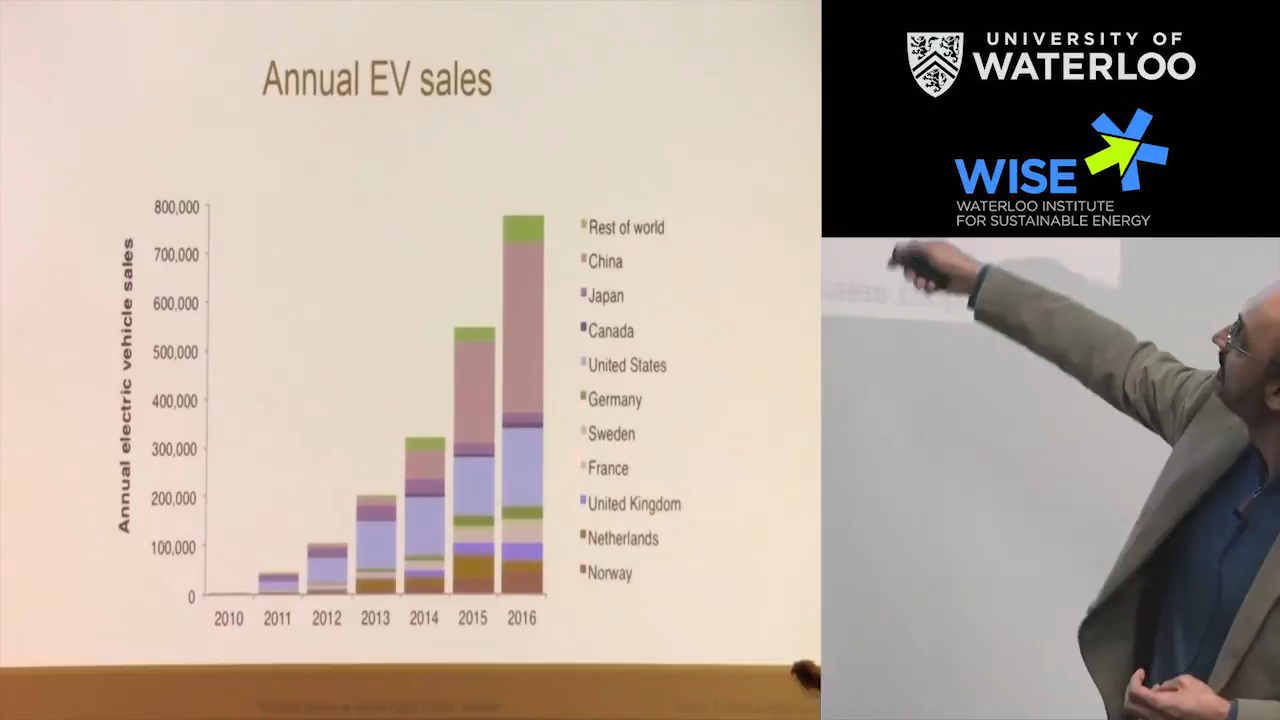 Annual EV sales
Annual electric vehicle sales
800,000
700,000
600,000
500,000
400,000
300,000
200,000
100,000
0
2010 2011 2012 2013 2014 2015 2016
Rest of world
China
Japan
Canada
United States
Germany
Sweden
France
United Kingdom
Netherlands
Norway
UNIVERSITY OF
WATERLOO
WISE
WATERLOO INSTITUTE
FOR SUSTAINABLE ENERGY